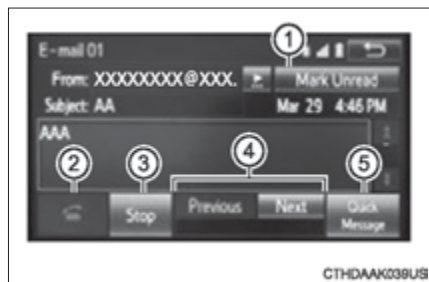 E-mail 01
1
From: XXXXXXXX@XXX. Mark Unread
Subject: AA Mar 29 4:46 PM
AAA
2 3 4 5
Stop Previous Next Quick Message
CTHDAAK039US